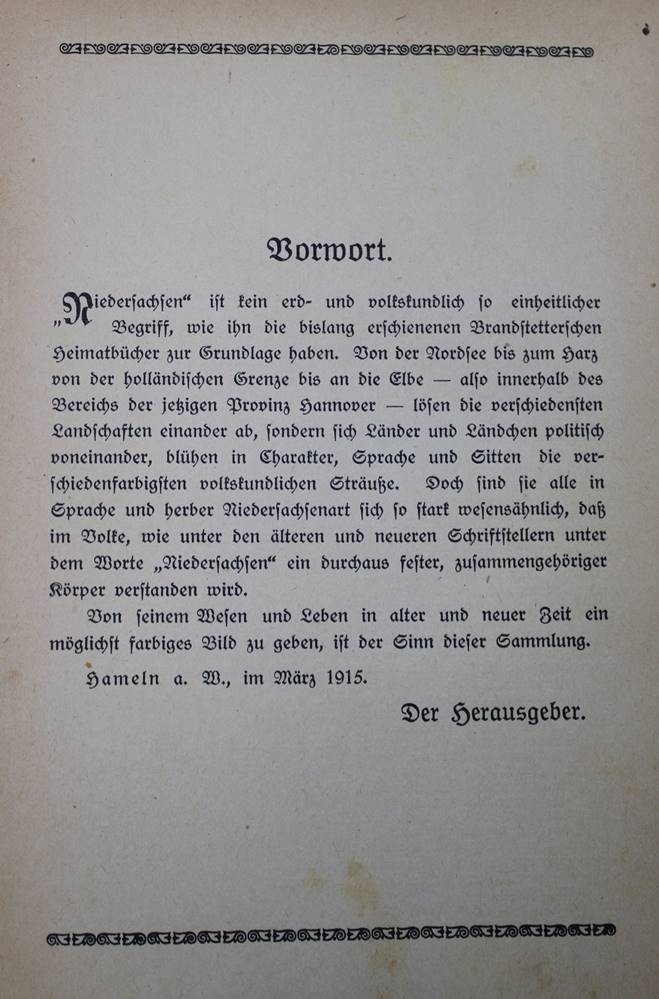 Vorwort.
„Niedersachsen“ ist kein erd- und volkskundlich so einheitlicher
Begriff, wie ihn die bislang erschienenen Brandstetterschen
Heimatbücher zur Grundlage haben. Von der Nordsee bis zum Harz
von der holländischen Grenze bis an die Elbe — also innerhalb des
Bereichs der jetzigen Provinz Hannover — lösen die verschiedensten
Landschaften einander ab, sondern sich Länder und Ländchen politisch
voneinander, blühen in Charakter, Sprache und Sitten die ver-
schiedenfarbigsten volkskundlichen Sträuße. Doch sind sie alle in
Sprache und herber Niedersachsenart sich so stark wesensähnlich, daß
im Volke, wie unter den älteren und neueren Schriftstellern unter
dem Worte „Niedersachsen“ ein durchaus fester, zusammengehöriger
Körper verstanden wird.
Von seinem Wesen und Leben in alter und neuer Zeit ein
möglichst farbiges Bild zu geben, ist der Sinn dieser Sammlung.
Hameln a. W., im März 1915.
Der Herausgeber.